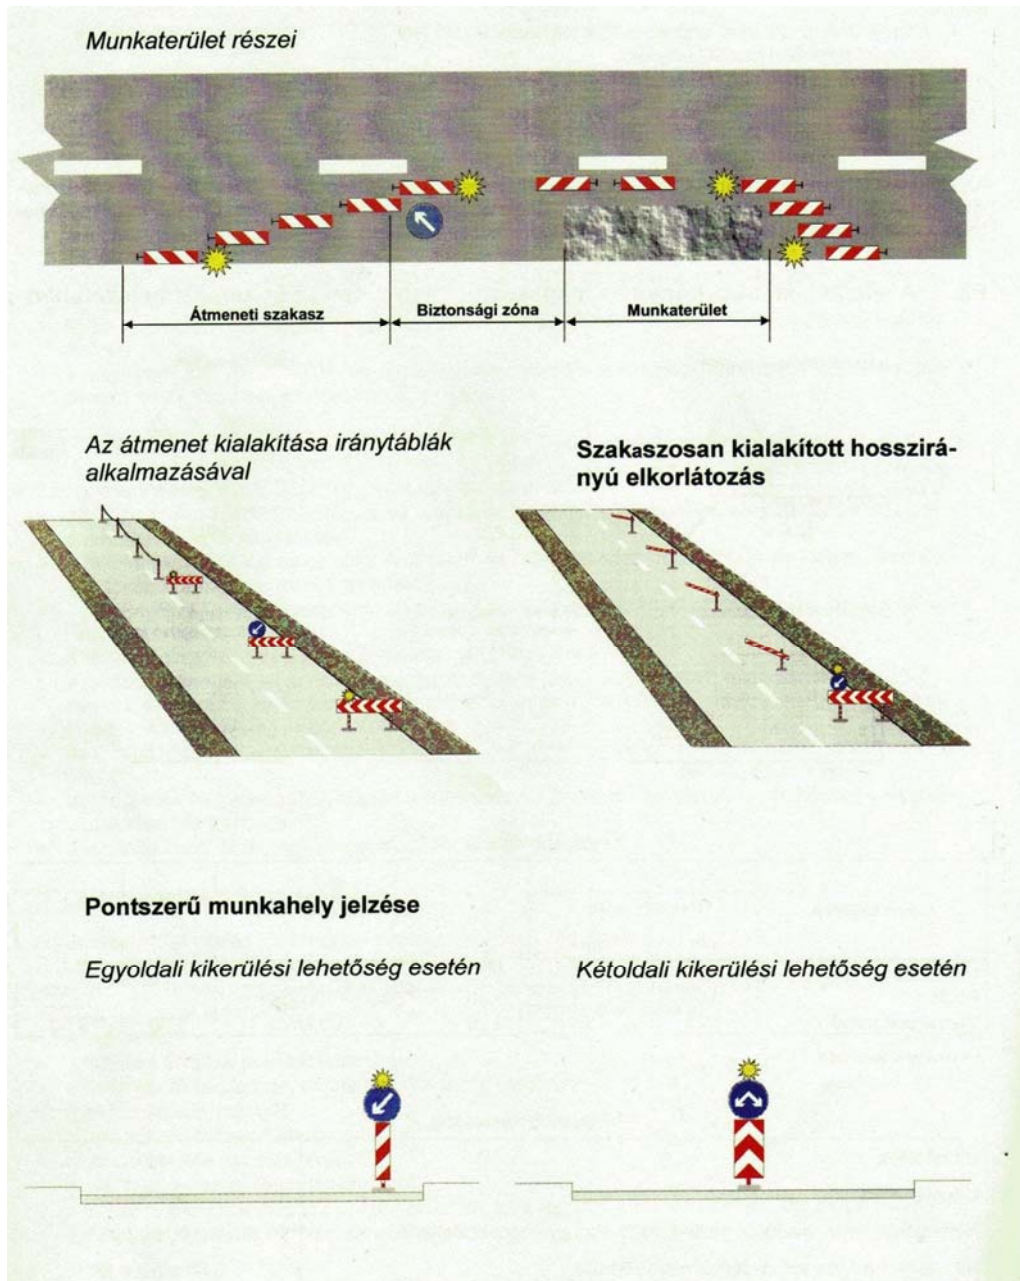 Munkaterület részei
Átmeneti szakasz
Biztonsági zóna
Munkaterület
Az átmenet kialakítása iránytáblák
alkalmazásával
Szakaszosan kialakított hosszirá-
nyú elkorlátozás
Pontszerű munkahely jelzése
Egyoldali kikerülési lehetőség esetén
Kétoldali kikerülési lehetőség esetén